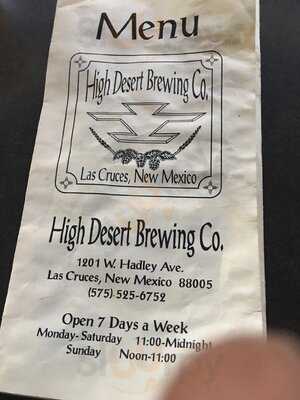 Menu
High Desert Brewing Co.
Las Cruces, New Mexico
High Desert Brewing Co.
1201 W. Hadley Ave.
Las Cruces, New Mexico 88005
(575) 525-6752
Open 7 Days a Week
Monday-Saturday 11:00-Midnight
Sunday Noon-11:00